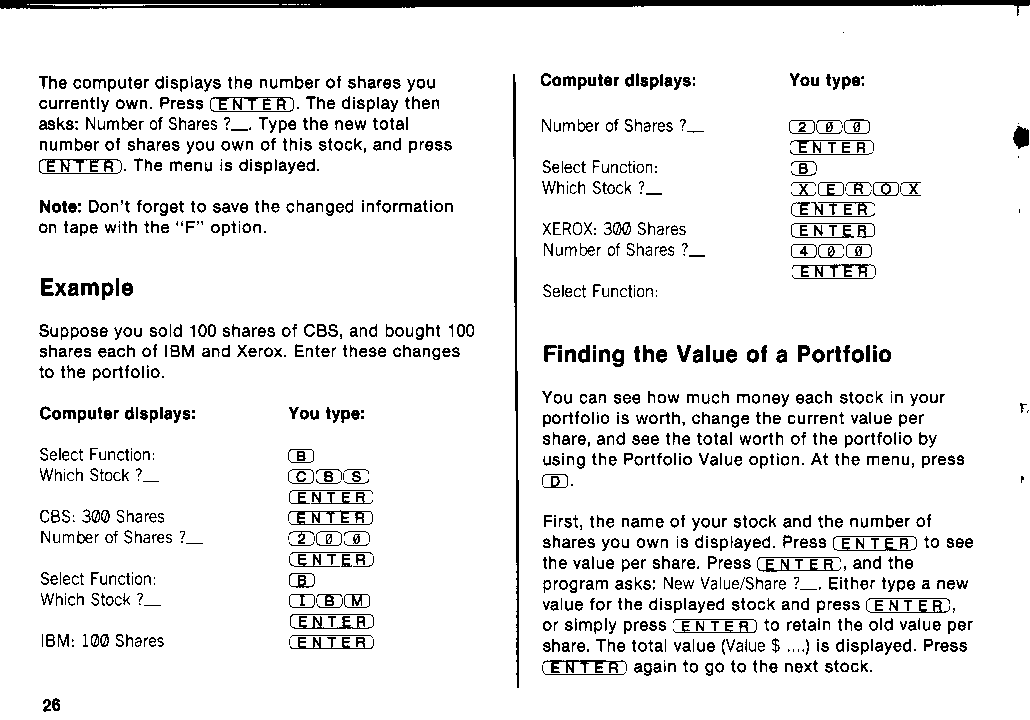 The computer displays the number of shares you
currently own. Press ENTER. The display then
asks: Number of Shares ?_. Type the new total
number of shares you own of this stock, and press
ENTER. The menu is displayed.
Note: Don't forget to save the changed information
on tape with the "F" option.
Example
Suppose you sold 100 shares of CBS, and bought 100
shares each of IBM and Xerox. Enter these changes
to the portfolio.
Computer displays: You type:
Select Function: B
Which Stock ?_ C B S
ENTER
CBS: 300 Shares ENTER
Number of Shares ?_ 2 0 0
ENTER
Select Function: B
Which Stock ?_ I B M
ENTER
IBM: 100 Shares ENTER
26
Computer displays: You type:
Number of Shares ?_ 2 0 0
ENTER
Select Function: B
Which Stock ?_ X E R O X
ENTER
XEROX: 300 Shares ENTER
Number of Shares ?_ 4 0 0
ENTER
Select Function:
Finding the Value of a Portfolio
You can see how much money each stock in your
portfolio is worth, change the current value per
share, and see the total worth of the portfolio by
using the Portfolio Value option. At the menu, press
D.
First, the name of your stock and the number of
shares you own is displayed. Press ENTER to see
the value per share. Press ENTER, and the
program asks: New Value/Share ?_. Either type a new
value for the displayed stock and press ENTER,
or simply press ENTER to retain the old value per
share. The total value (Value $ ....) is displayed. Press
ENTER again to go to the next stock.